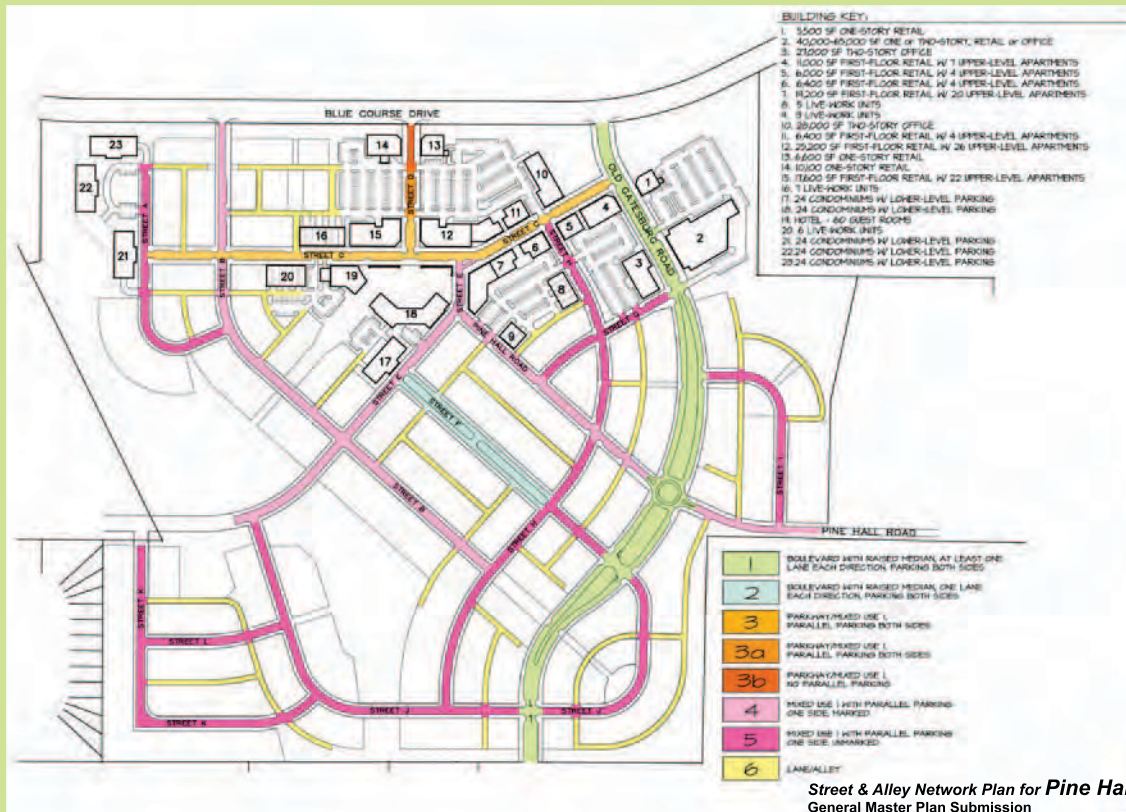 BUILDING KEY:
1. 5,500 SF ONE-STORY RETAIL
2. 40,000-65,000 SF ONE or TWO-STORY, RETAIL or OFFICE
3. 27,000 SF TWO-STORY OFFICE
4. 11,000 SF FIRST-FLOOR RETAIL W/ 7 UPPER-LEVEL APARTMENTS
5. 6,000 SF FIRST-FLOOR RETAIL W/ 4 UPPER-LEVEL APARTMENTS
6. 6,400 SF FIRST-FLOOR RETAIL W/ 4 UPPER-LEVEL APARTMENTS
7. 19,200 SF FIRST-FLOOR RETAIL W/ 20 UPPER-LEVEL APARTMENTS
8. 5 LIVE-WORK UNITS
9. 3 LIVE-WORK UNITS
10. 28,000 SF TWO-STORY OFFICE
11. 6,400 SF FIRST-FLOOR RETAIL W/ 4 UPPER-LEVEL APARTMENTS
12. 25,200 SF FIRST-FLOOR RETAIL W/ 26 UPPER-LEVEL APARTMENTS
13. 6,600 SF ONE-STORY RETAIL
14. 10,100 ONE-STORY RETAIL
15. 17,600 SF FIRST-FLOOR RETAIL W/ 22 UPPER-LEVEL APARTMENTS
16. 7 LIVE-WORK UNITS
17. 24 CONDOMINIUMS W/ LOWER-LEVEL PARKING
18. 24 CONDOMINIUMS W/ LOWER-LEVEL PARKING
19. HOTEL - 60 GUEST ROOMS
20. 6 LIVE-WORK UNITS
21. 24 CONDOMINIUMS W/ LOWER-LEVEL PARKING
22. 24 CONDOMINIUMS W/ LOWER-LEVEL PARKING
23. 24 CONDOMINIUMS W/ LOWER-LEVEL PARKING
BLUE COURSE DRIVE
23
14
13
22
10
OLD GATESBURG ROAD
1
STREET A
STREET D
4
11
16
15
12
5
2
21
STREET C
STREET C
6
STREET B
7
3
20
19
STREET E
8
18
STREET G
9
PINE HALL ROAD
17
STREET E
STREET F
STREET I
STREET B
PINE HALL ROAD
STREET H
STREET K
STREET L
STREET K
STREET J
STREET J
1
BOULEVARD WITH RAISED MEDIAN, AT LEAST ONE
LANE EACH DIRECTION, PARKING BOTH SIDES
2
BOULEVARD WITH RAISED MEDIAN, ONE LANE
EACH DIRECTION, PARKING BOTH SIDES
3
PARKWAY/MIXED USE 1,
PARALLEL PARKING BOTH SIDES
3a
PARKWAY/MIXED USE 1,
PARALLEL PARKING BOTH SIDES
3b
PARKWAY/MIXED USE 1,
NO PARALLEL PARKING
4
MIXED USE 1 WITH PARALLEL PARKING
ONE SIDE, MARKED
5
MIXED USE 1 WITH PARALLEL PARKING
ONE SIDE, UNMARKED
6
LANE/ALLEY
Street & Alley Network Plan for Pine Ha
General Master Plan Submission